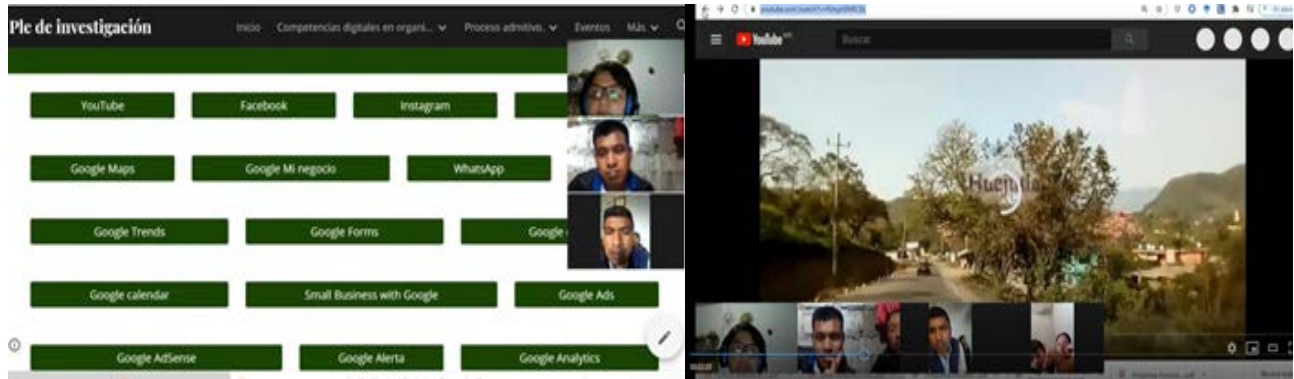 Ple de investigación
Inicio Competencias digitales en organi... Proceso admitivo. Eventos Más
YouTube Facebook Instagram
Google Maps Google Mi negocio WhatsApp
Google Trends Google Forms Google
Google calendar Small Business with Google Google Ads
Google AdSense Google Alerta Google Analytics
YouTube
Buscar
Huejutla